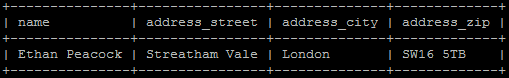 | name | address_street | address_city | address_zip |
| Ethan Peacock | Streatham Vale | London | SW16 5TB |